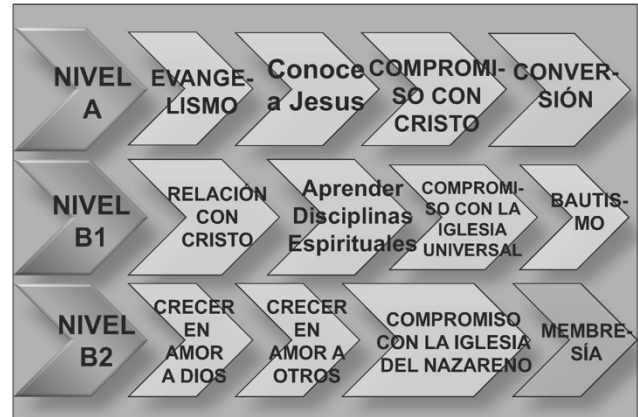 NIVEL
A
EVANGE-
LISMO
Conoce
a Jesus
COMPROMI-
SO CON
CRISTO
CONVER-
SIÓN
NIVEL
B1
RELACIÓN
CON
CRISTO
Aprender
Disciplinas
Espirituales
COMPROMI-
SO CON LA
IGLESIA
UNIVERSAL
BAUTIS-
MO
NIVEL
B2
CRECER
EN
AMOR
A DIOS
CRECER
EN
AMOR A
OTROS
COMPROMISO
CON LA IGLESIA
DEL NAZARENO
MEMBRE-
SÍA